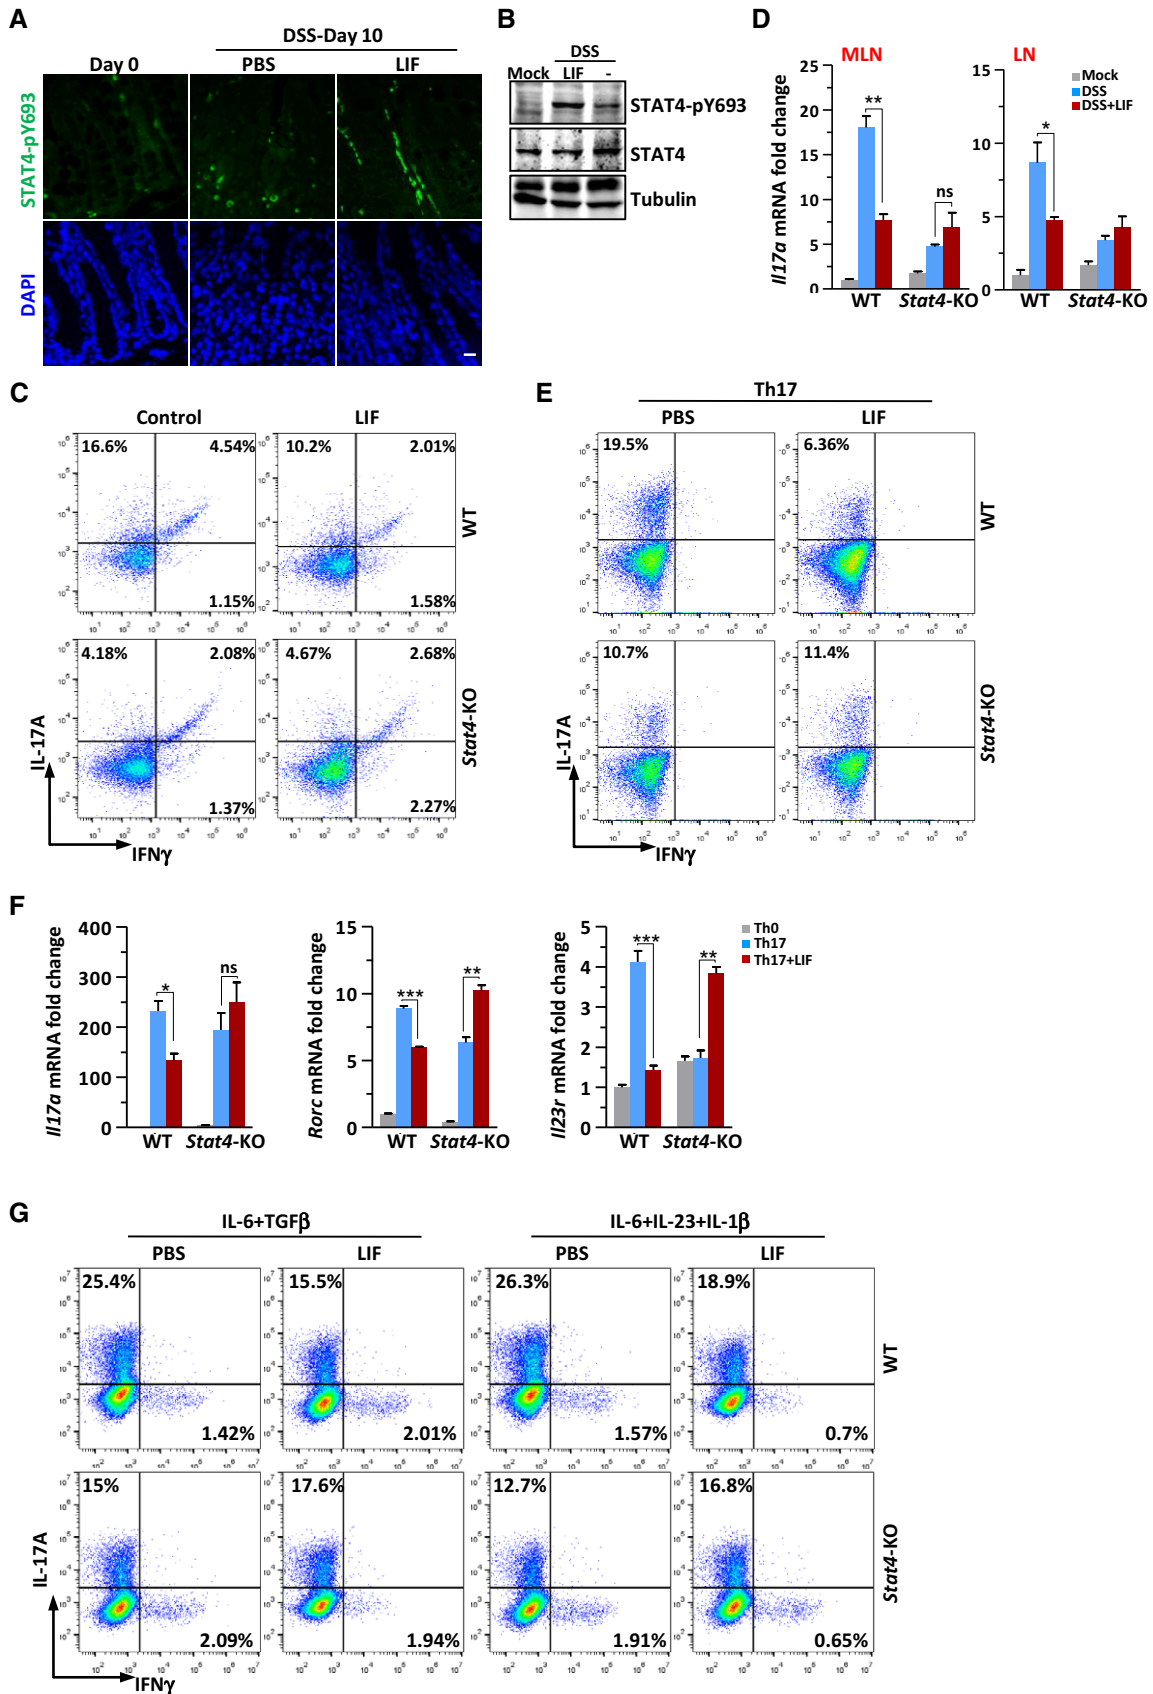 A
DSS-Day 10
Day 0 PBS LIF
STAT4-pY693
DAPI
B
DSS
Mock LIF -
STAT4-pY693
STAT4
Tubulin
D
MLN
Il17a mRNA fold change
25
20
15
10
5
0
**
ns
WT Stat4-KO
LN
15
10
5
0
*
WT Stat4-KO
Mock
DSS
DSS+LIF
C
Control LIF
16.6% 4.54% 10.2% 2.01%
1.15% 1.58%
WT
4.18% 2.08% 4.67% 2.68%
1.37% 2.27%
Stat4-KO
IL-17A
IFNγ
E
Th17
PBS LIF
19.5% 6.36%
WT
10.7% 11.4%
Stat4-KO
IL-17A
IFNγ
F
Il17a mRNA fold change
400
300
200
100
0
*
ns
WT Stat4-KO
Rorc mRNA fold change
15
10
5
0
***
**
WT Stat4-KO
Il23r mRNA fold change
5
4
3
2
1
0
***
**
WT Stat4-KO
Th0
Th17
Th17+LIF
G
IL-6+TGFβ IL-6+IL-23+IL-1β
PBS LIF PBS LIF
25.4% 15.5% 26.3% 18.9%
1.42% 2.01% 1.57% 0.7%
WT
15% 17.6% 12.7% 16.8%
2.09% 1.94% 1.91% 0.65%
Stat4-KO
IL-17A
IFNγ